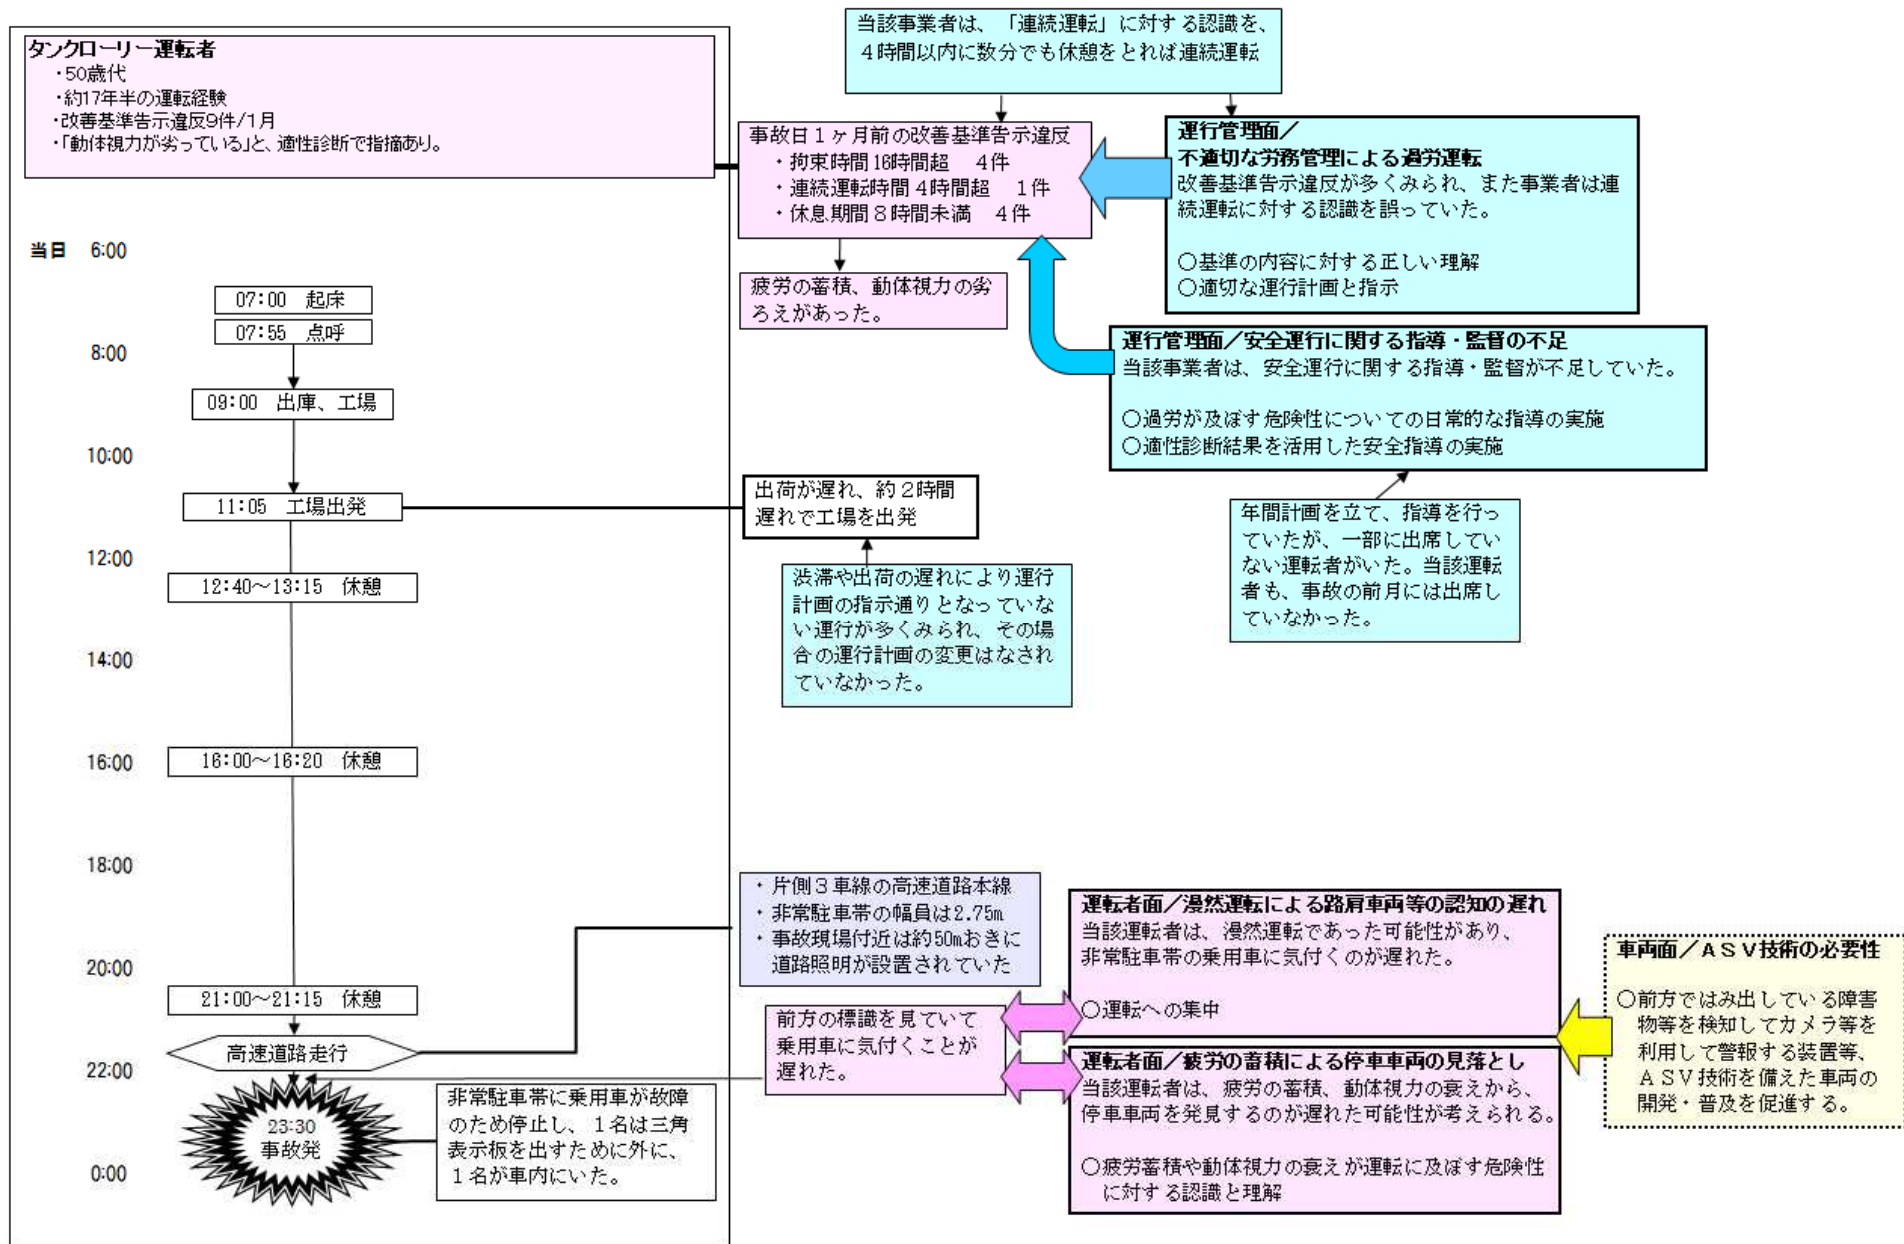 タンクローリー運転者
・50歳代
・約17年半の運転経験
・改善基準告示違反9件/1月
・「動体視力が劣っている」と、適性診断で指摘あり。
当該事業者は、「連続運転」に対する認識を、
４時間以内に数分でも休憩をとれば連続運転
事故日１ヶ月前の改善基準告示違反
・拘束時間16時間超　４件
・連続運転時間４時間超　１件
・休息期間８時間未満　４件
運行管理面／
不適切な労務管理による過労運転
改善基準告示違反が多くみられ、また事業者は連
続運転に対する認識を誤っていた。
○基準の内容に対する正しい理解
○適切な運行計画と指示
疲労の蓄積、動体視力の劣
ろえがあった。
運行管理面／安全運行に関する指導・監督の不足
当該事業者は、安全運行に関する指導・監督が不足していた。
○過労が及ぼす危険性についての日常的な指導の実施
○適性診断結果を活用した安全指導の実施
年間計画を立て、指導を行っ
ていたが、一部に出席してい
ない運転者がいた。当該運転
者も、事故の前月には出席し
ていなかった。
当日　6:00
07:00　起床
07:55　点呼
8:00
09:00　出庫、工場
10:00
11:05　工場出発
出荷が遅れ、約２時間
遅れで工場を出発
12:00
12:40～13:15　休憩
渋滞や出荷の遅れにより運行
計画の指示通りとなっていな
い運行が多くみられ、その場
合の運行計画の変更はなされ
ていなかった。
14:00
16:00
16:00～16:20　休憩
18:00
20:00
21:00～21:15　休憩
高速道路走行
22:00
23:30
事故発
0:00
・片側３車線の高速道路本線
・非常駐車帯の幅員は2.75m
・事故現場付近は約50mおきに
道路照明が設置されていた
前方の標識を見ていて
乗用車に気付くことが
遅れた。
非常駐車帯に乗用車が故障
のため停止し、１名は三角
表示板を出すために外に、
１名が車内にいた。
運転者面／漫然運転による路肩車両等の認知の遅れ
当該運転者は、漫然運転であった可能性があり、
非常駐車帯の乗用車に気付くのが遅れた。
○運転への集中
運転者面／疲労の蓄積による停車車両の見落とし
当該運転者は、疲労の蓄積、動体視力の衰えから、
停車車両を発見するのが遅れた可能性が考えられる。
○疲労蓄積や動体視力の衰えが運転に及ぼす危険性
に対する認識と理解
車両面／ＡＳＶ技術の必要性
○前方ではみ出している障害
物等を検知してカメラ等を
利用して警報する装置等、
ＡＳＶ技術を備えた車両の
開発・普及を促進する。